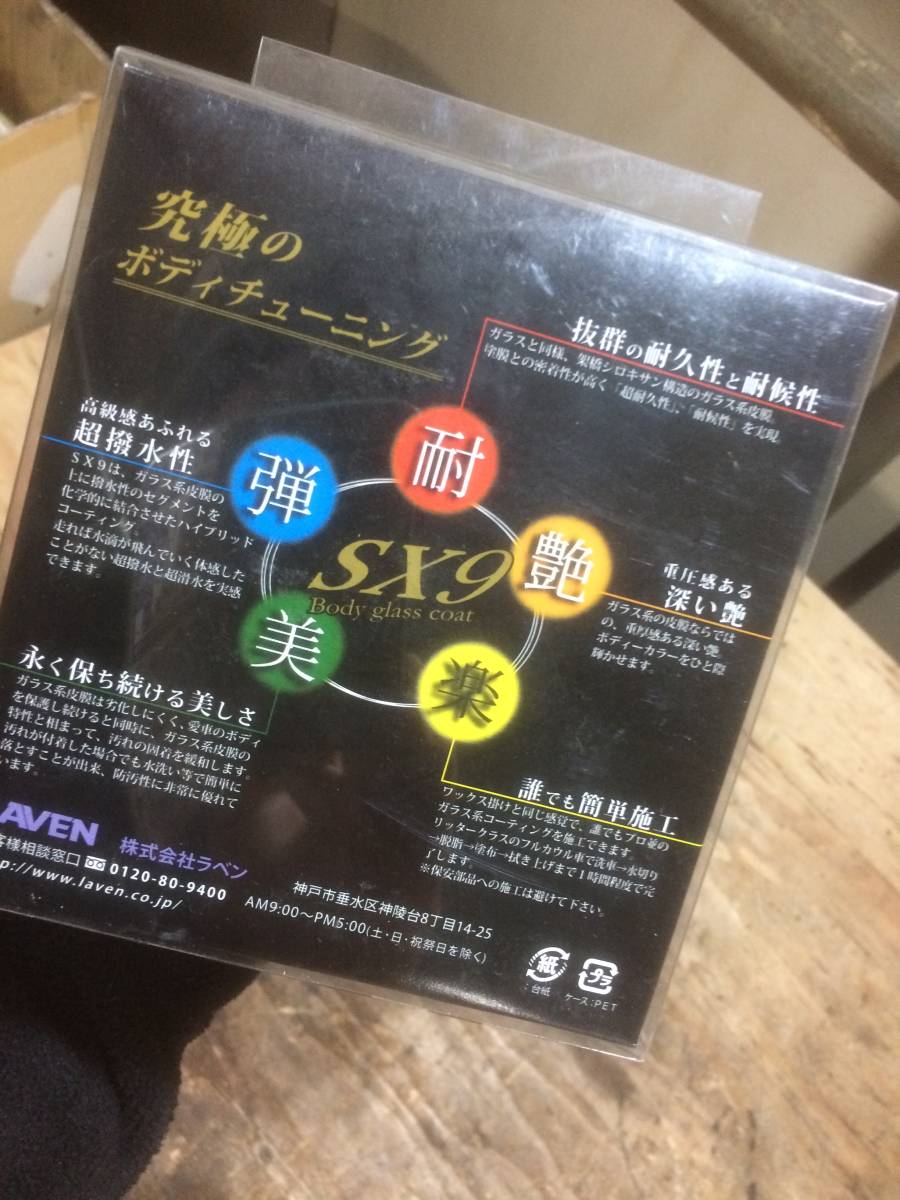 究極の
ボディチューニング
抜群の耐久性と耐候性
ガラスと同様、架橋シロキサン構造のガラス系皮膜
塗膜との密着性が高く「超耐久性」、「耐候性」を実現
高級感あふれる
超撥水性
SX9は、ガラス系皮膜の
上に撥水性のセグメントを
化学的に結合させたハイブリッド
コーティング。
走れば水滴が飛んでいく体感した
ことがない超撥水と超滑水を実感
できます。
耐
弾
艶
美
楽
SX9
Body glass coat
重圧感ある
深い艶
ガラス系の皮膜ならでは
の、重厚感ある深い艶。
ボディーカラーをひと際
輝かせます。
永く保ち続ける美しさ
ガラス系皮膜は劣化しにくく、愛車のボディ
を保護し続けると同時に、ガラス系皮膜の
特性と相まって、汚れの固着を緩和します。
汚れが付着した場合でも水洗い等で簡単に
落とすことが出来、防汚性に非常に優れて
います。
誰でも簡単施工
ワックス掛けと同じ感覚で、誰でもプロ並の
ガラス系コーティングを施工できます。
リッタークラスのフルカウル車で洗車→水切り
→脱脂→塗布→拭き上げまで1時間程度で完
了します。
※保安部品への施工は避けて下さい。
AVEN 株式会社ラベン
客様相談窓口 0120-80-9400
p://www.laven.co.jp/
神戸市垂水区神陵台8丁目14-25
AM9:00〜PM5:00(土・日・祝祭日を除く)
紙 プラ
:台紙 ケース:PET